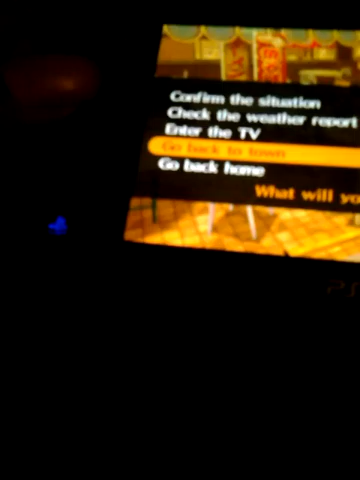 Confirm the situation
Check the weather report
Enter the TV
Go back to town
Go back home
What will yo
PS